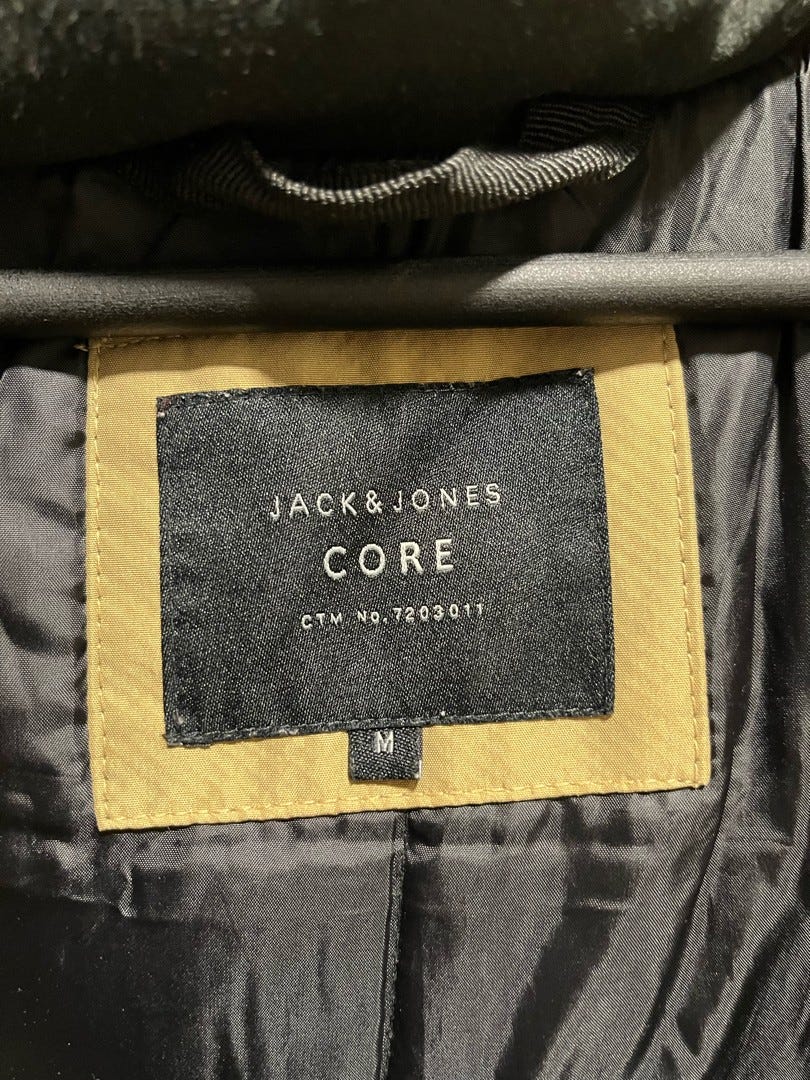 JACK & JONES
CORE
CTM No. 7203011
M